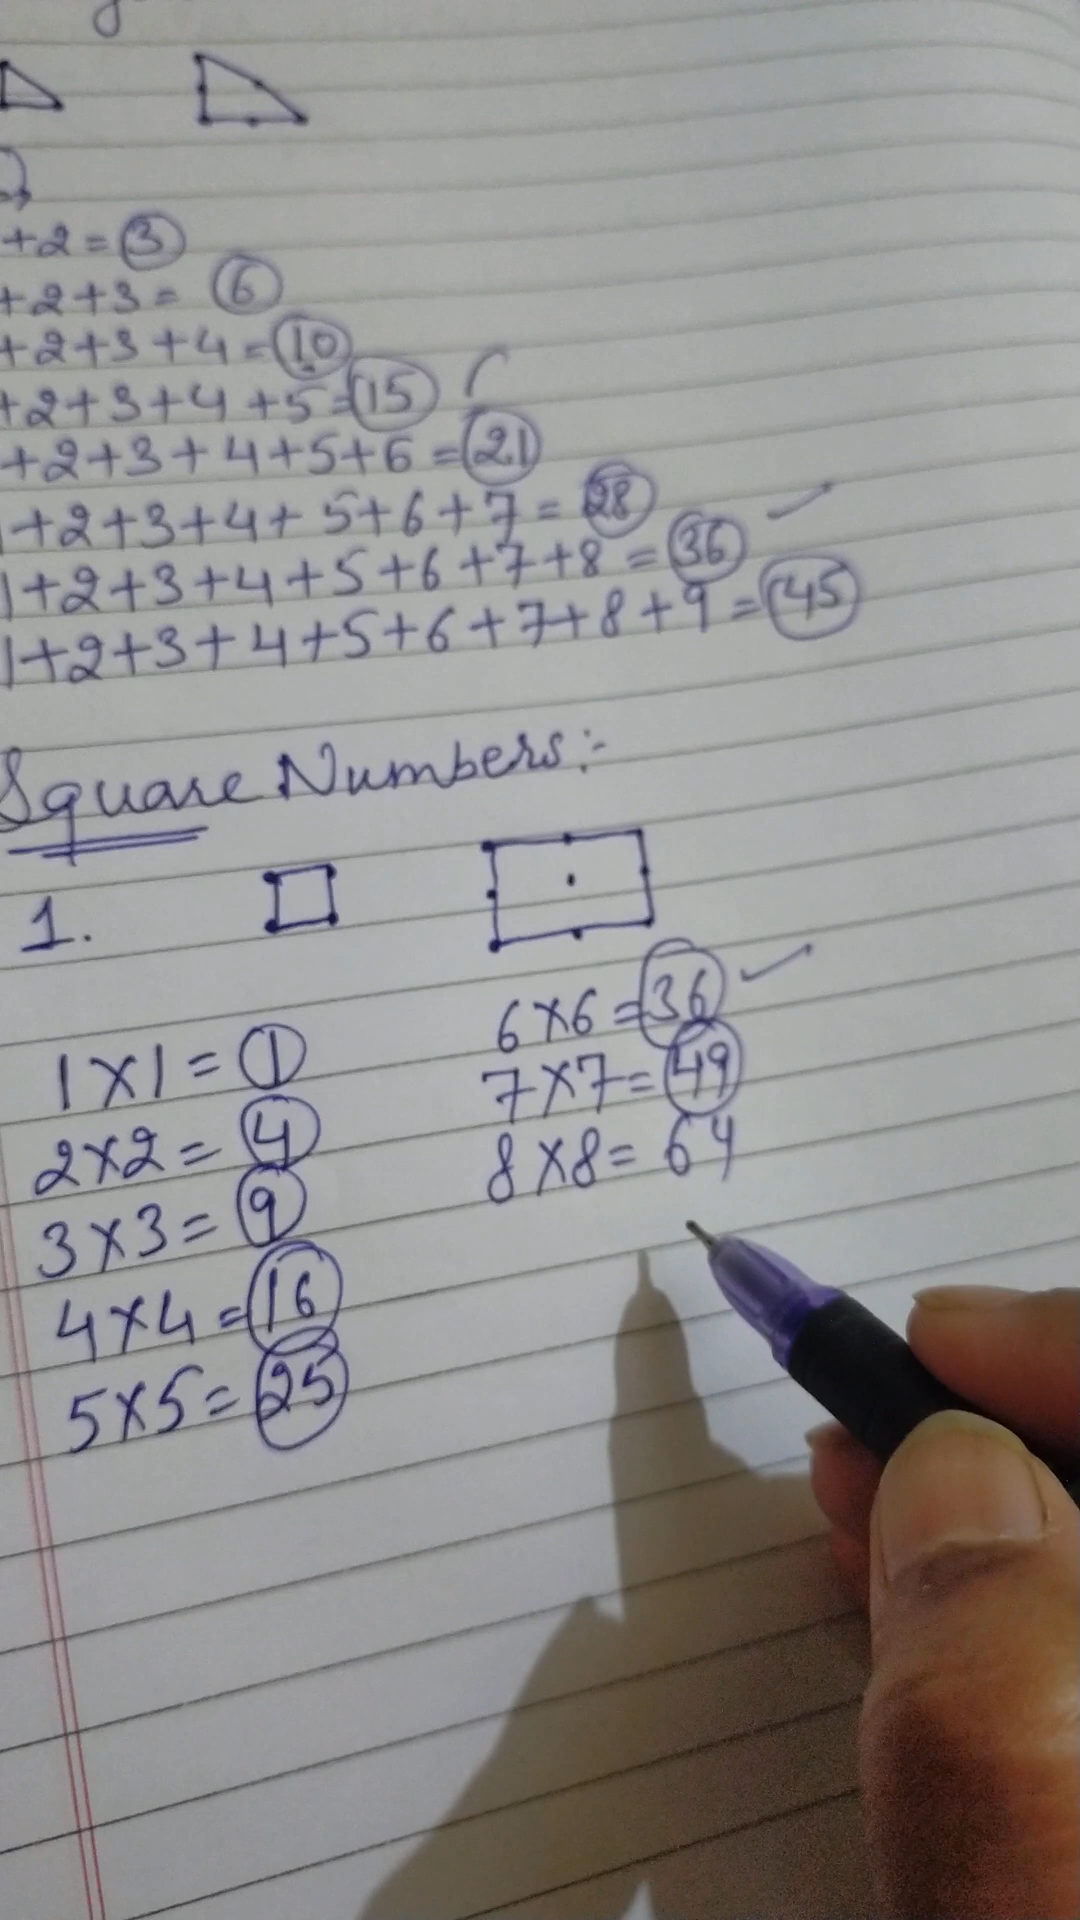 +2=3
+2+3= 6
+2+3+4=10
+2+3+4+5=15
+2+3+4+5+6=21
1+2+3+4+5+6+7=28
1+2+3+4+5+6+7+8=36
1+2+3+4+5+6+7+8+9=45
Square Numbers:-
1.
1X1=1
2X2=4
3X3=9
4X4=16
5X5=25
6X6=36
7X7=49
8X8=64